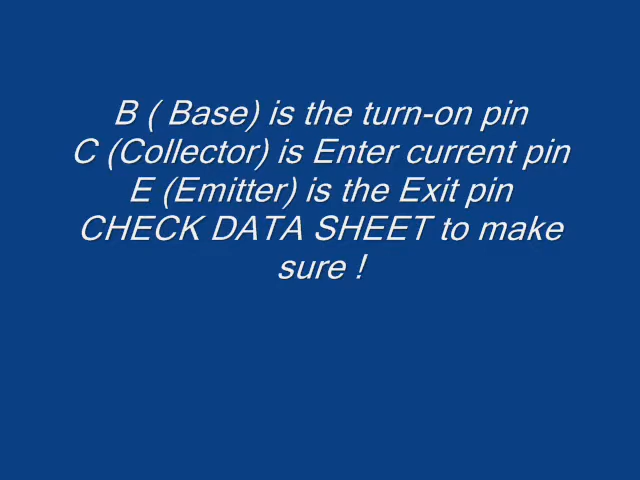 B ( Base) is the turn-on pin
C (Collector) is Enter current pin
E (Emitter) is the Exit pin
CHECK DATA SHEET to make
sure !